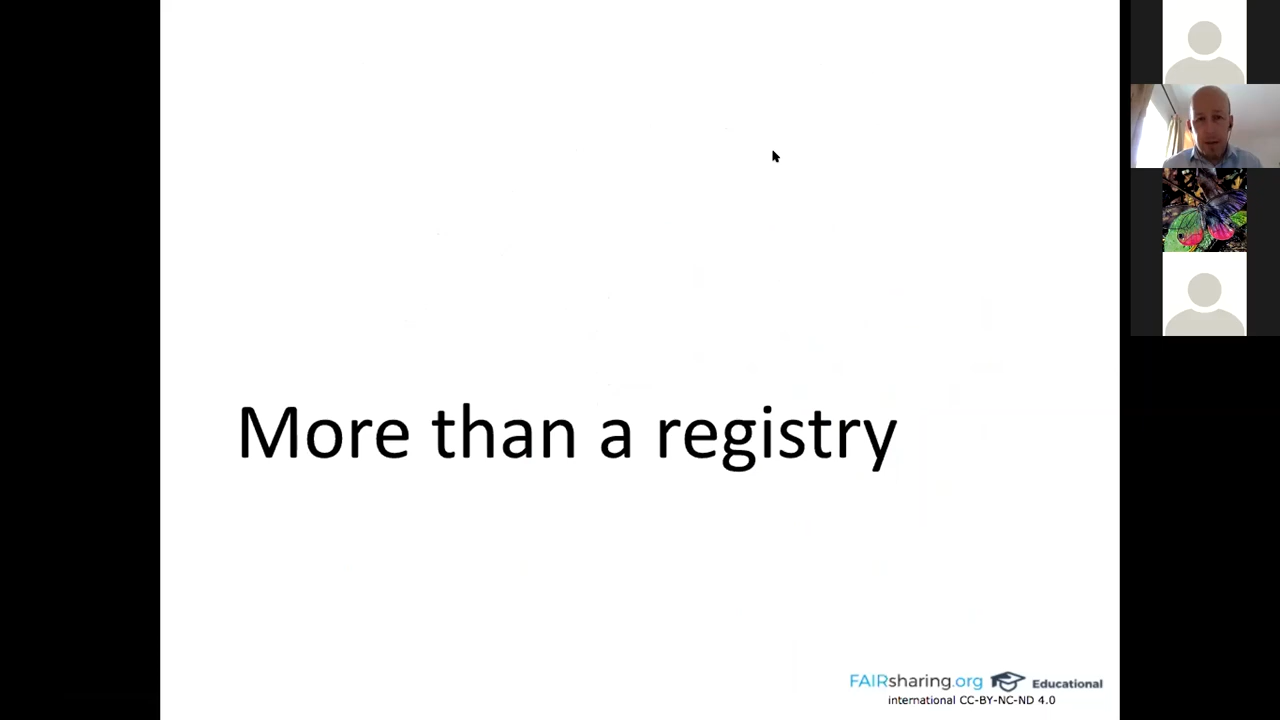 More than a registry
FAIRsharing.org Educational
international CC-BY-NC-ND 4.0